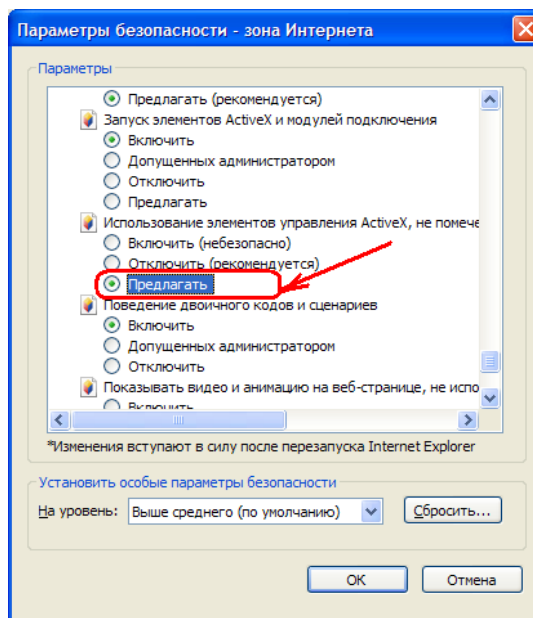 Параметры безопасности - зона Интернета
Параметры
Предлагать (рекомендуется)
Запуск элементов ActiveX и модулей подключения
Включить
Допущенных администратором
Отключить
Предлагать
Использование элементов управления ActiveX, не помече
Включить (небезопасно)
Отключить (рекомендуется)
Предлагать
Поведение двоичного кодов и сценариев
Включить
Допущенных администратором
Отключить
Показывать видео и анимацию на веб-странице, не испо
Включить
*Изменения вступают в силу после перезапуска Internet Explorer
Установить особые параметры безопасности
На уровень: Выше среднего (по умолчанию) Сбросить...
ОК Отмена